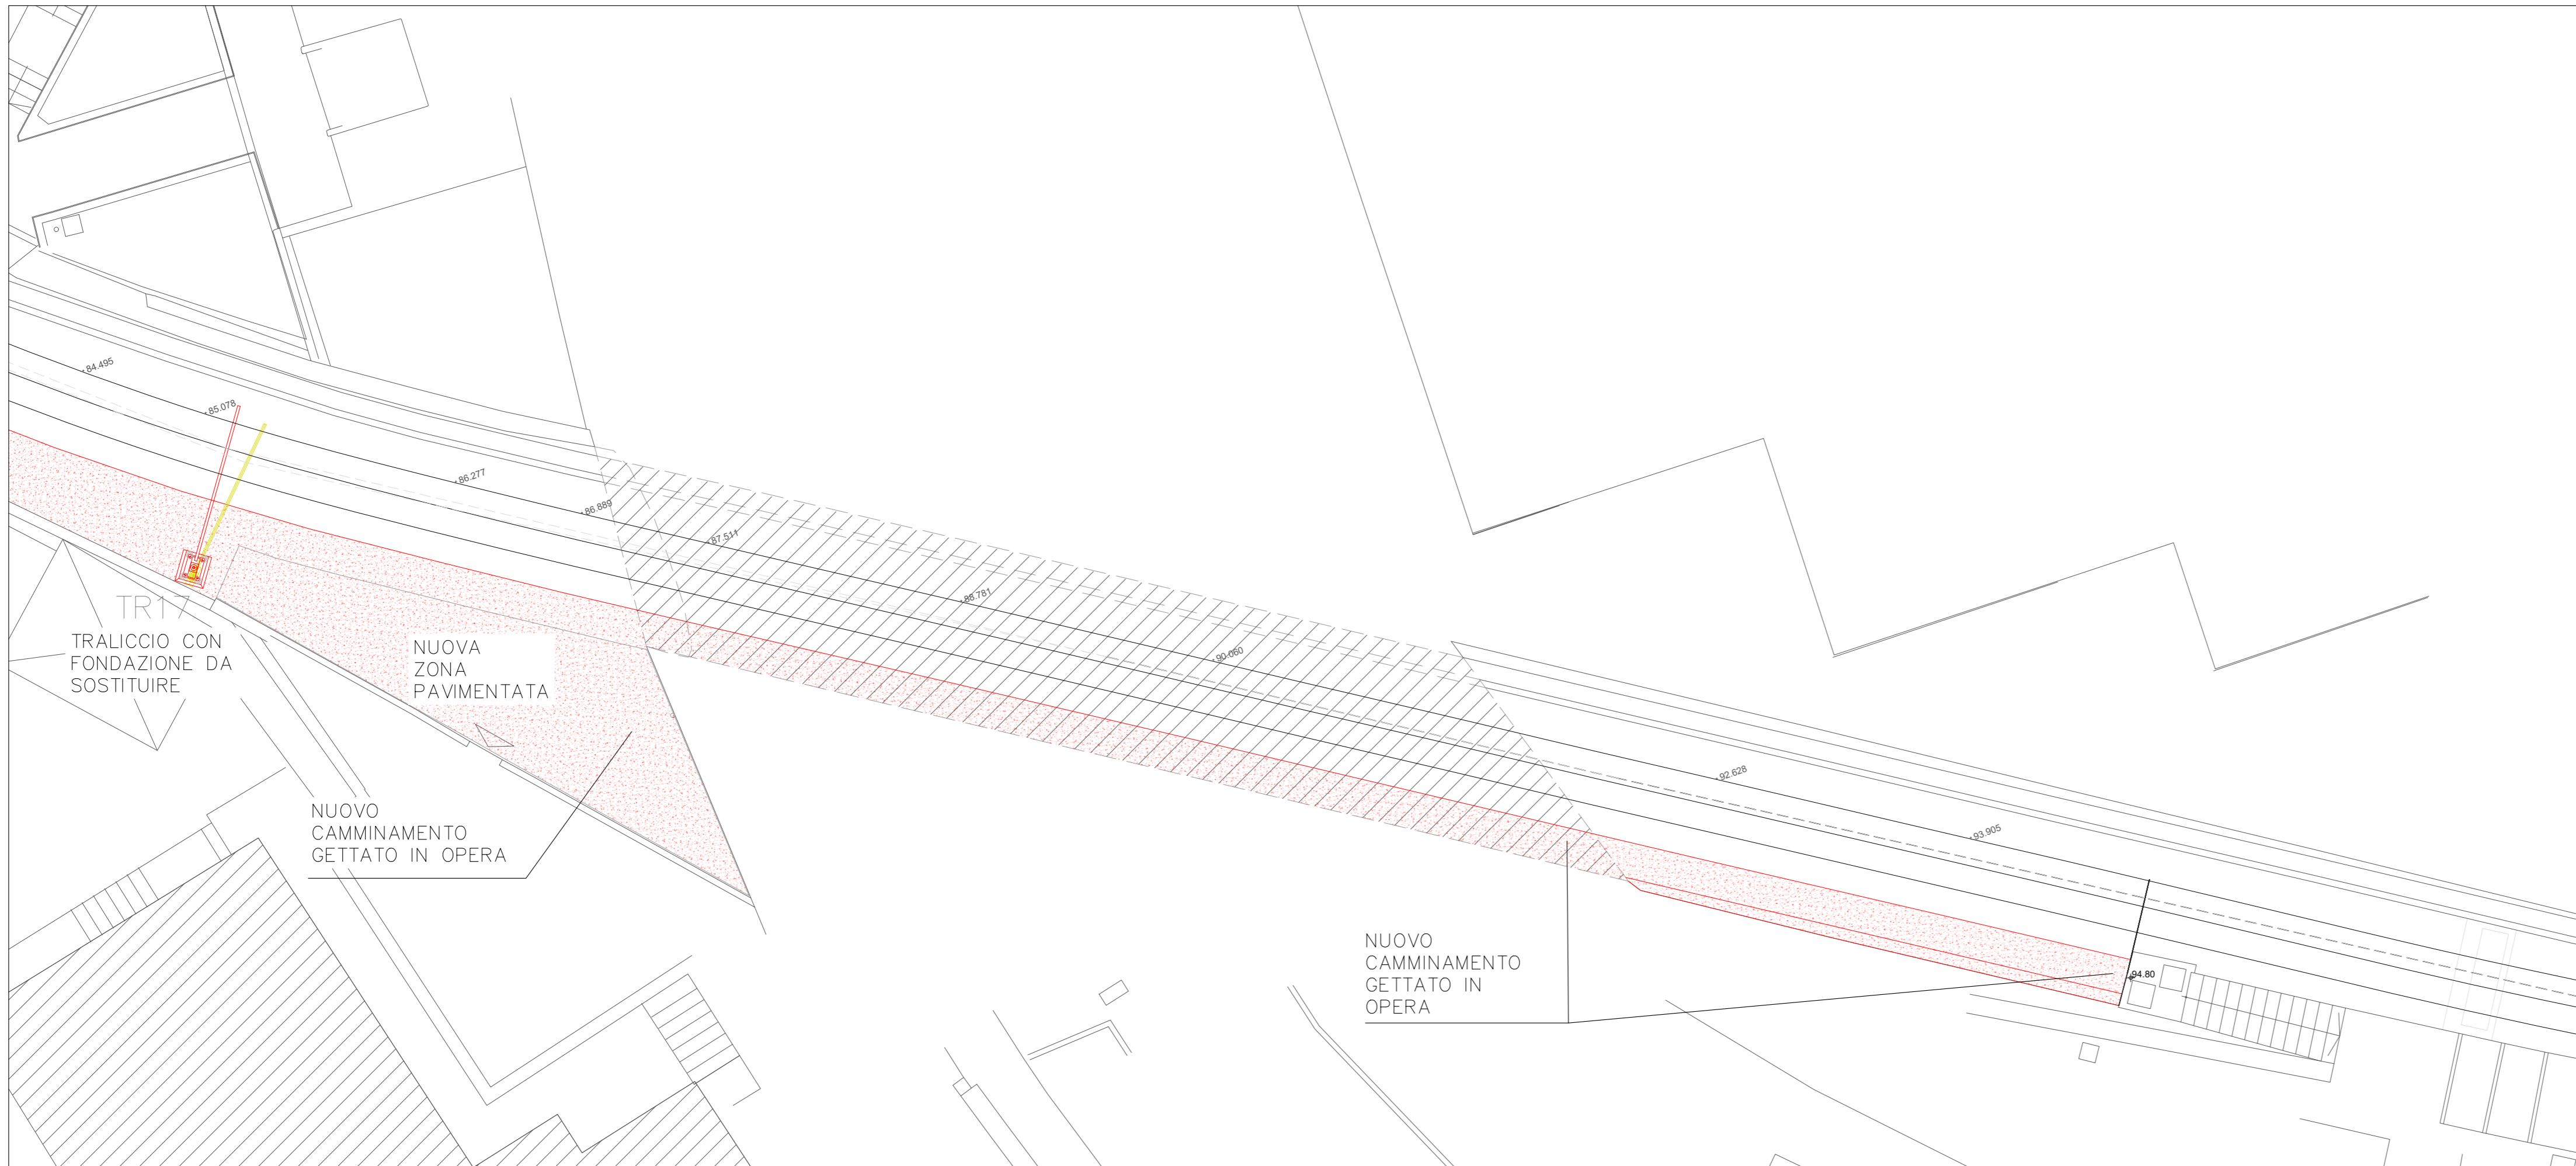 84.495
85.078
86.277
86.889
87.511
88.781
90.060
92.628
93.905
94.80
TR17
TRALICCIO CON
FONDAZIONE DA
SOSTITUIRE
NUOVA
ZONA
PAVIMENTATA
NUOVO
CAMMINAMENTO
GETTATO IN OPERA
NUOVO
CAMMINAMENTO
GETTATO IN
OPERA